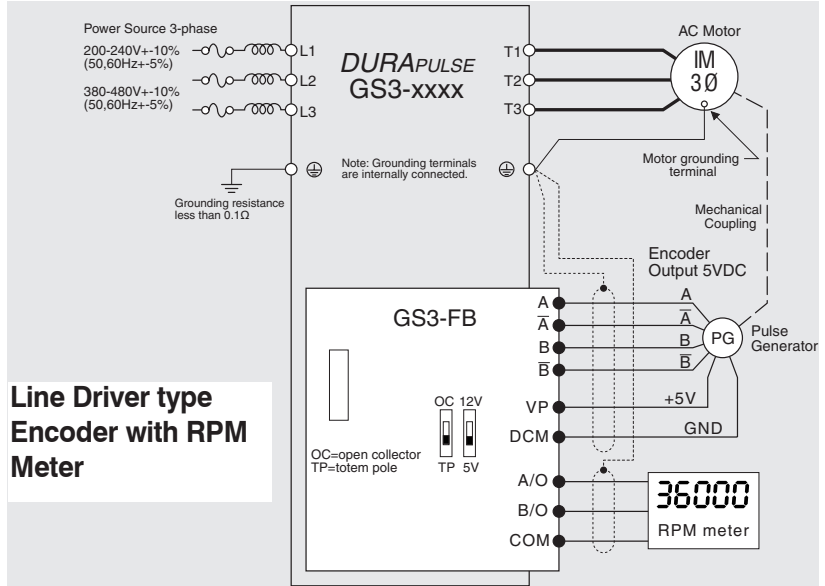 Power Source 3-phase
200-240V+-10%
(50,60Hz+-5%)
380-480V+-10%
(50,60Hz+-5%)
L1
L2
L3
DURAPULSE
GS3-xxxx
T1
T2
T3
AC Motor
IM
3Ø
Note: Grounding terminals
are internally connected.
Grounding resistance
less than 0.1Ω
Motor grounding
terminal
Mechanical
Coupling
Encoder
Output 5VDC
GS3-FB
A
A̅
B
B̅
VP
DCM
A
A̅
B
B̅
+5V
GND
PG
Pulse
Generator
Line Driver type
Encoder with RPM
Meter
OC 12V
TP 5V
OC=open collector
TP=totem pole
A/O
B/O
COM
36000
RPM meter